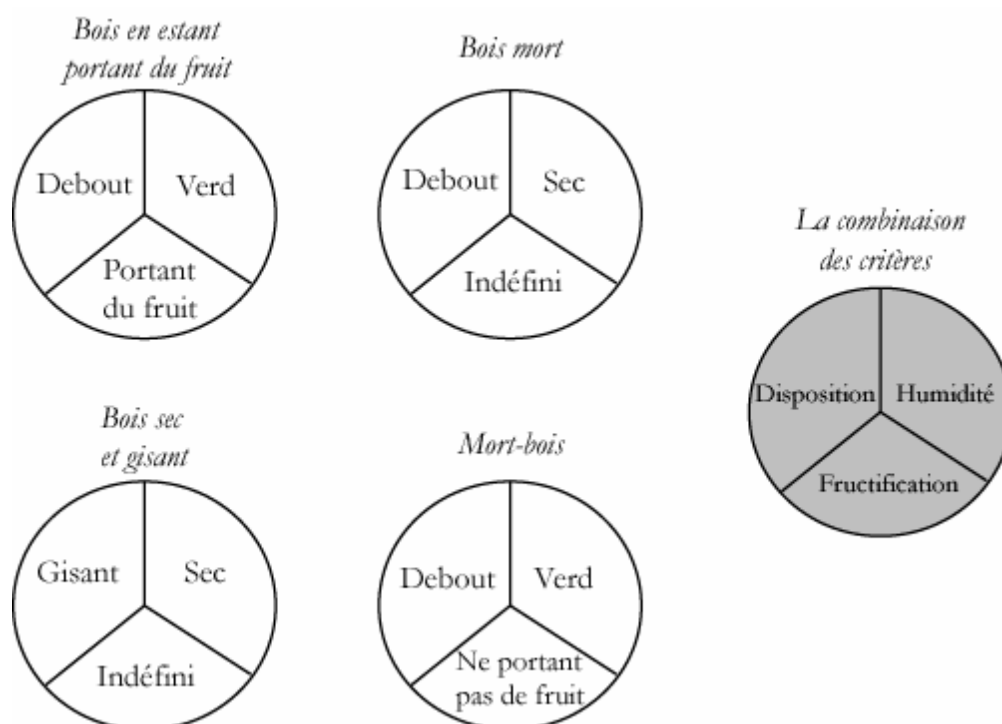 Bois en estant
portant du fruit
Debout
Verd
Portant
du fruit
Bois mort
Debout
Sec
Indéfini
La combinaison
des critères
Disposition
Humidité
Fructification
Bois sec
et gisant
Gisant
Sec
Indéfini
Mort-bois
Debout
Verd
Ne portant
pas de fruit